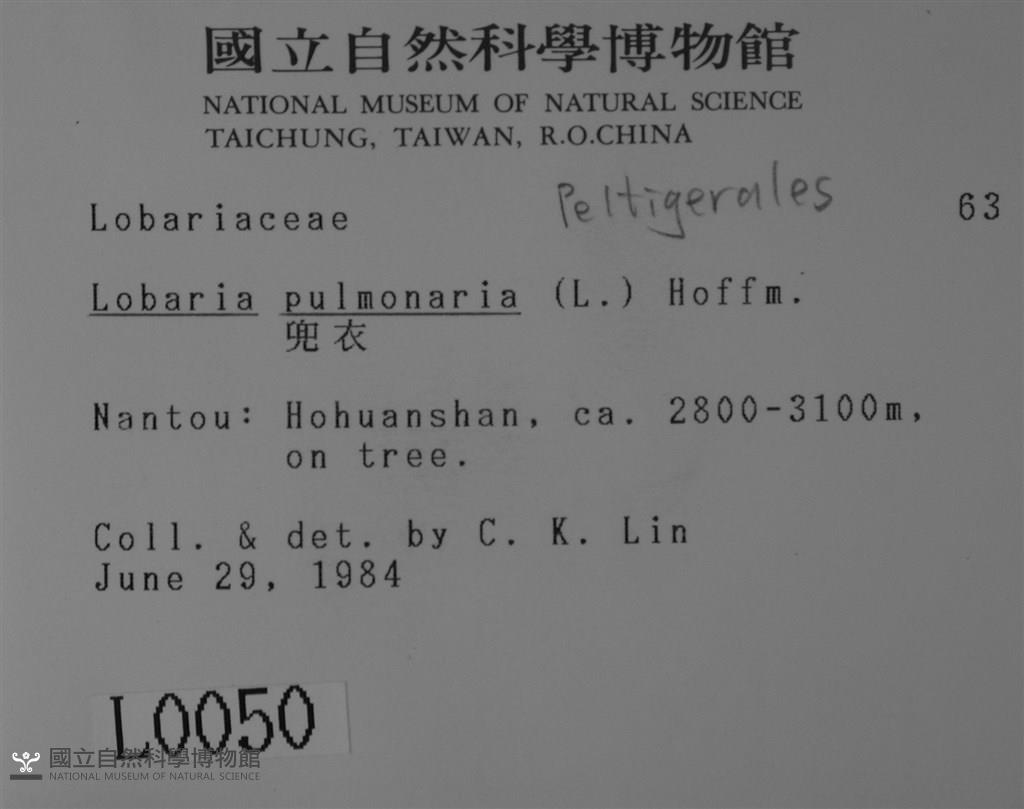 國立自然科學博物館
NATIONAL MUSEUM OF NATURAL SCIENCE
TAICHUNG, TAIWAN, R.O.CHINA
Lobariaceae Peltigerales 63
Lobaria pulmonaria (L.) Hoffm.
兜衣
Nantou: Hohuanshan, ca. 2800-3100m,
on tree.
Coll. & det. by C. K. Lin
June 29, 1984
L0050
國立自然科學博物館
NATIONAL MUSEUM OF NATURAL SCIENCE